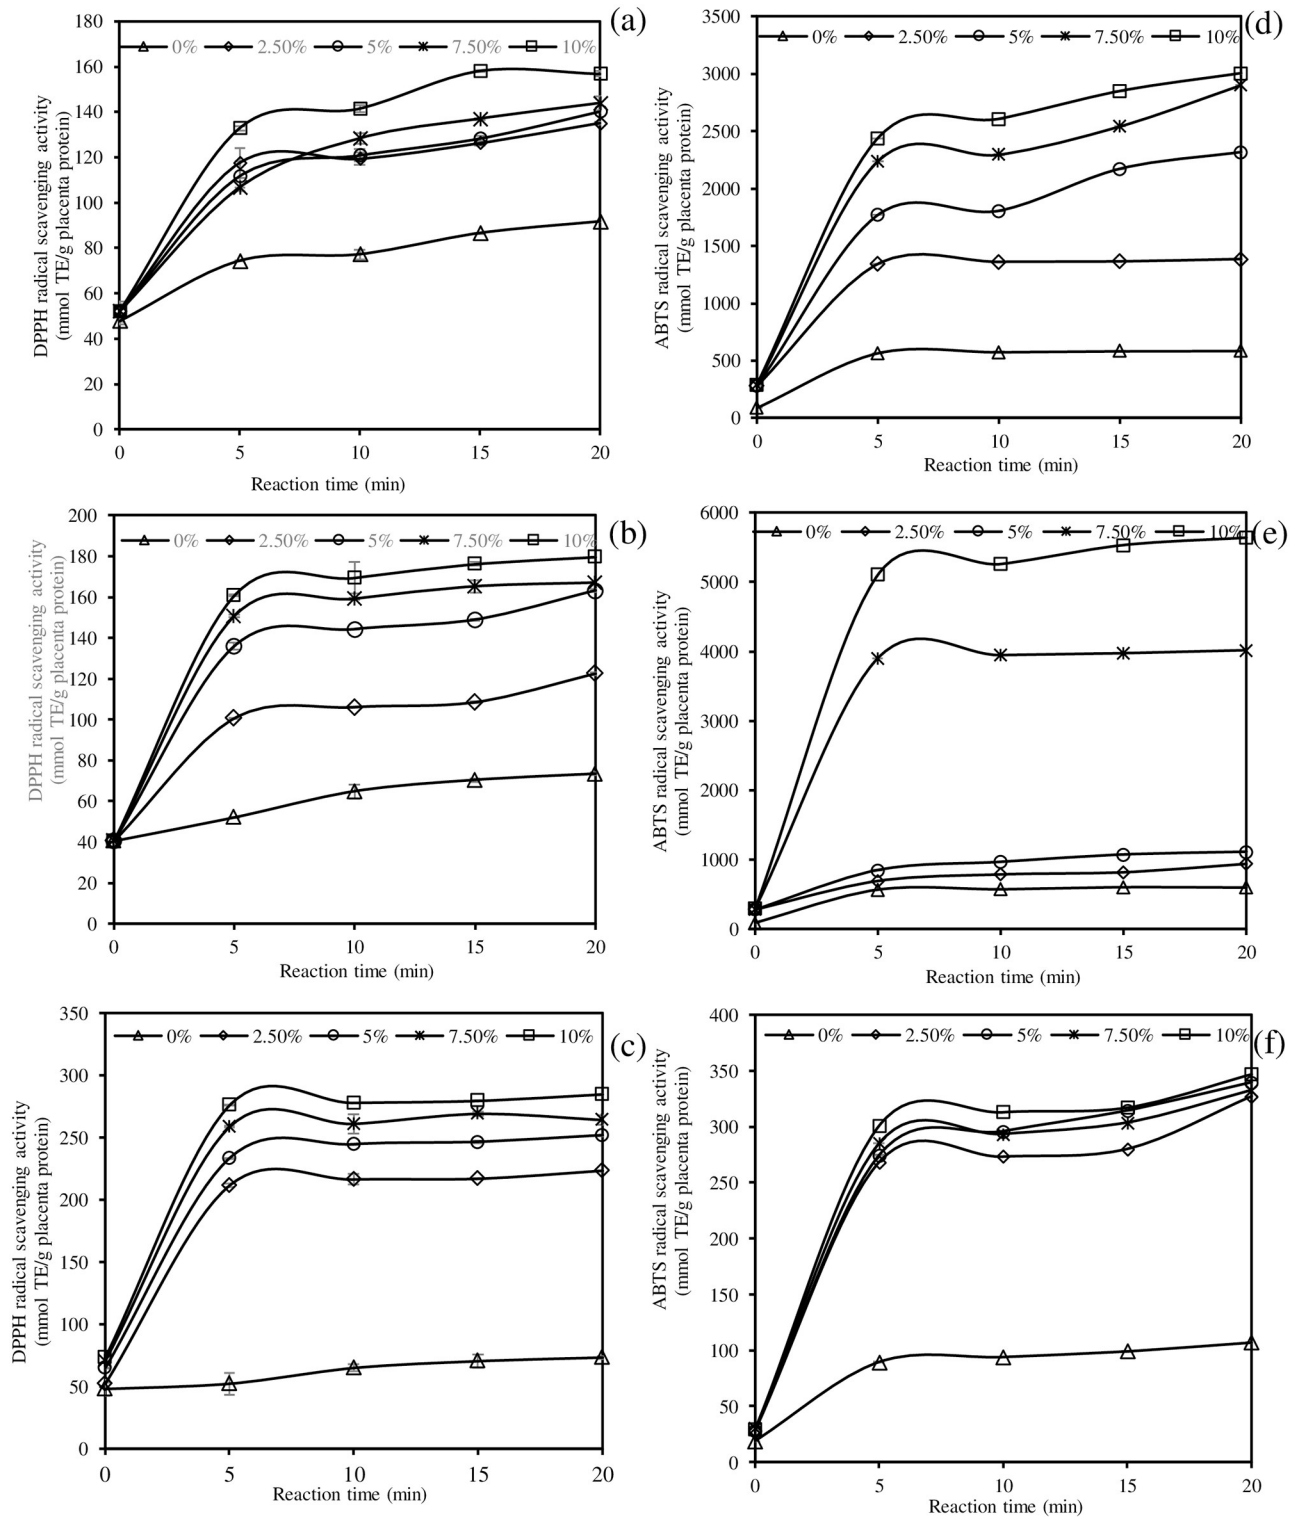 (a)
180
160
140
120
100
80
60
40
20
0
0% 2.50% 5% 7.50% 10%
DPPH radical scavenging activity
(mmol TE/g placenta protein)
0 5 10 15 20
Reaction time (min)
(d)
3500
3000
2500
2000
1500
1000
500
0
0% 2.50% 5% 7.50% 10%
ABTS radical scavenging activity
(mmol TE/g placenta protein)
0 5 10 15 20
Reaction time (min)
(b)
200
180
160
140
120
100
80
60
40
20
0
0% 2.50% 5% 7.50% 10%
DPPH radical scavenging activity
(mmol TE/g placenta protein)
0 5 10 15 20
Reaction time (min)
(e)
6000
5000
4000
3000
2000
1000
0
0% 2.50% 5% 7.50% 10%
ABTS radical scavenging activity
(mmol TE/g placenta protein)
0 5 10 15 20
Reaction time (min)
(c)
350
300
250
200
150
100
50
0
0% 2.50% 5% 7.50% 10%
DPPH radical scavenging activity
(mmol TE/g placenta protein)
0 5 10 15 20
Reaction time (min)
(f)
400
350
300
250
200
150
100
50
0
0% 2.50% 5% 7.50% 10%
ABTS radical scavenging activity
(mmol TE/g placenta protein)
0 5 10 15 20
Reaction time (min)